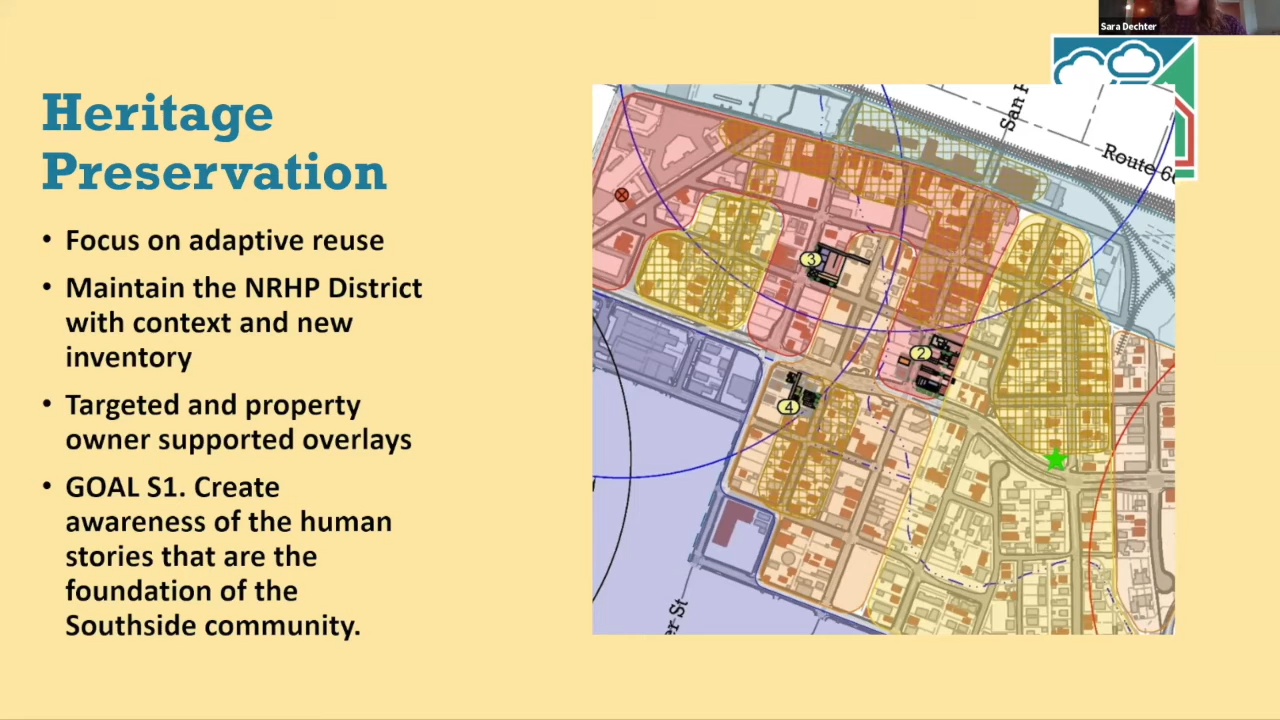 Sara Dechter
Heritage
Preservation
• Focus on adaptive reuse
• Maintain the NRHP District
with context and new
inventory
• Targeted and property
owner supported overlays
• GOAL S1. Create
awareness of the human
stories that are the
foundation of the
Southside community.
San F
Route 6
3
2
4
er St